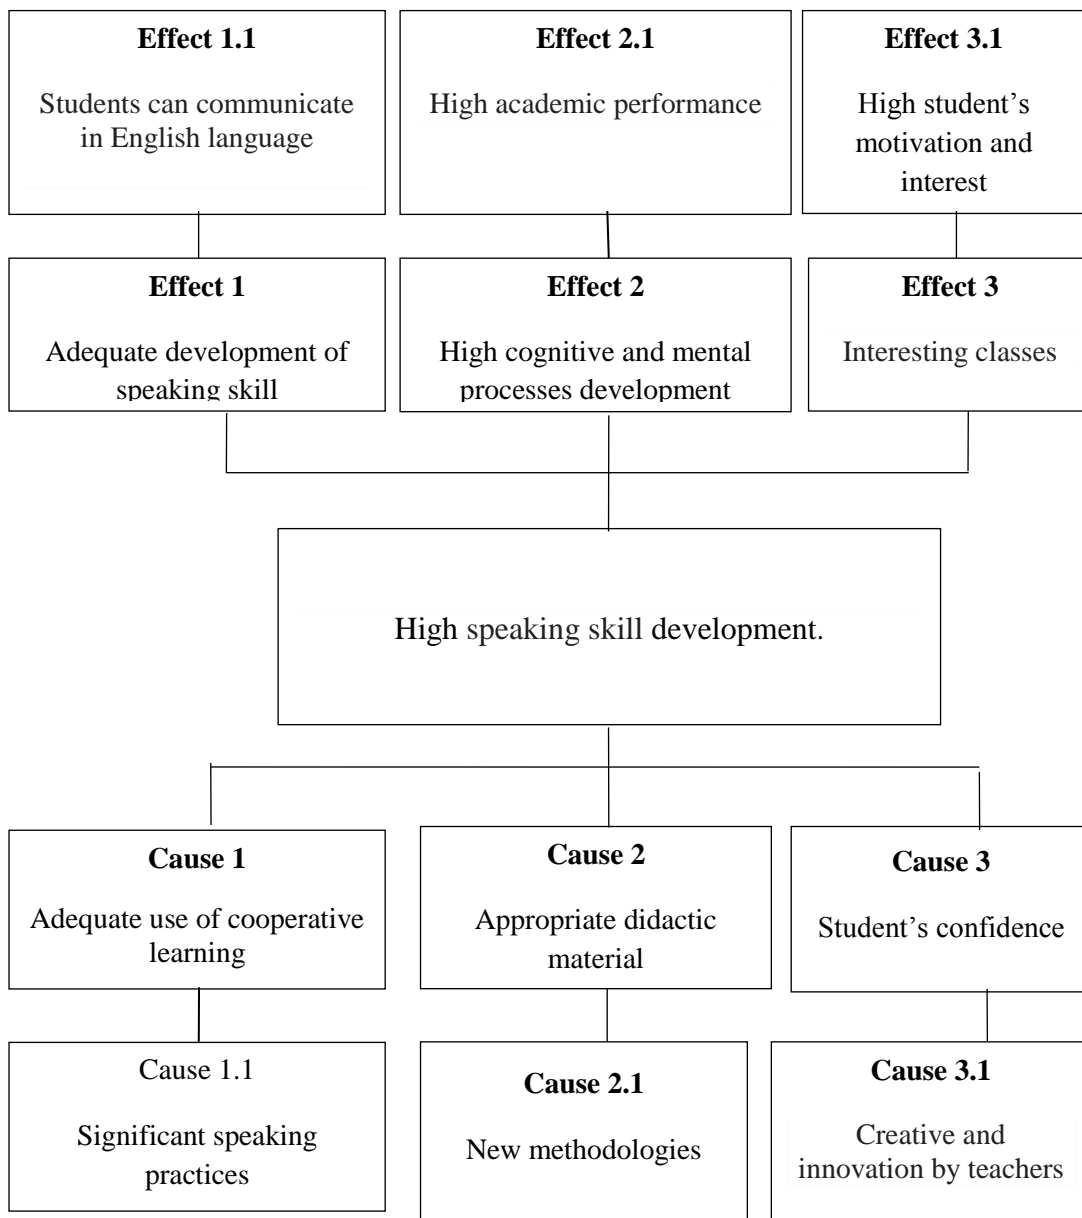 Effect 1.1
Students can communicate
in English language
Effect 2.1
High academic performance
Effect 3.1
High student’s
motivation and
interest
Effect 1
Adequate development of
speaking skill
Effect 2
High cognitive and mental
processes development
Effect 3
Interesting classes
High speaking skill development.
Cause 1
Adequate use of cooperative
learning
Cause 2
Appropriate didactic
material
Cause 3
Student’s confidence
Cause 1.1
Significant speaking
practices
Cause 2.1
New methodologies
Cause 3.1
Creative and
innovation by teachers